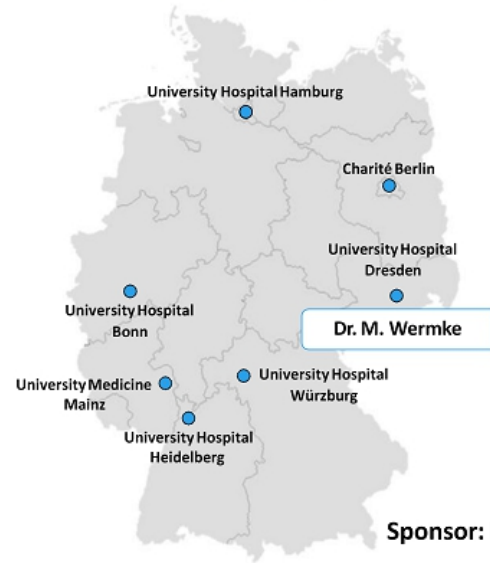 University Hospital Hamburg
Charité Berlin
University Hospital
Dresden
University Hospital
Bonn
Dr. M. Wermke
University Medicine
Mainz
University Hospital
Würzburg
University Hospital
Heidelberg
Sponsor: